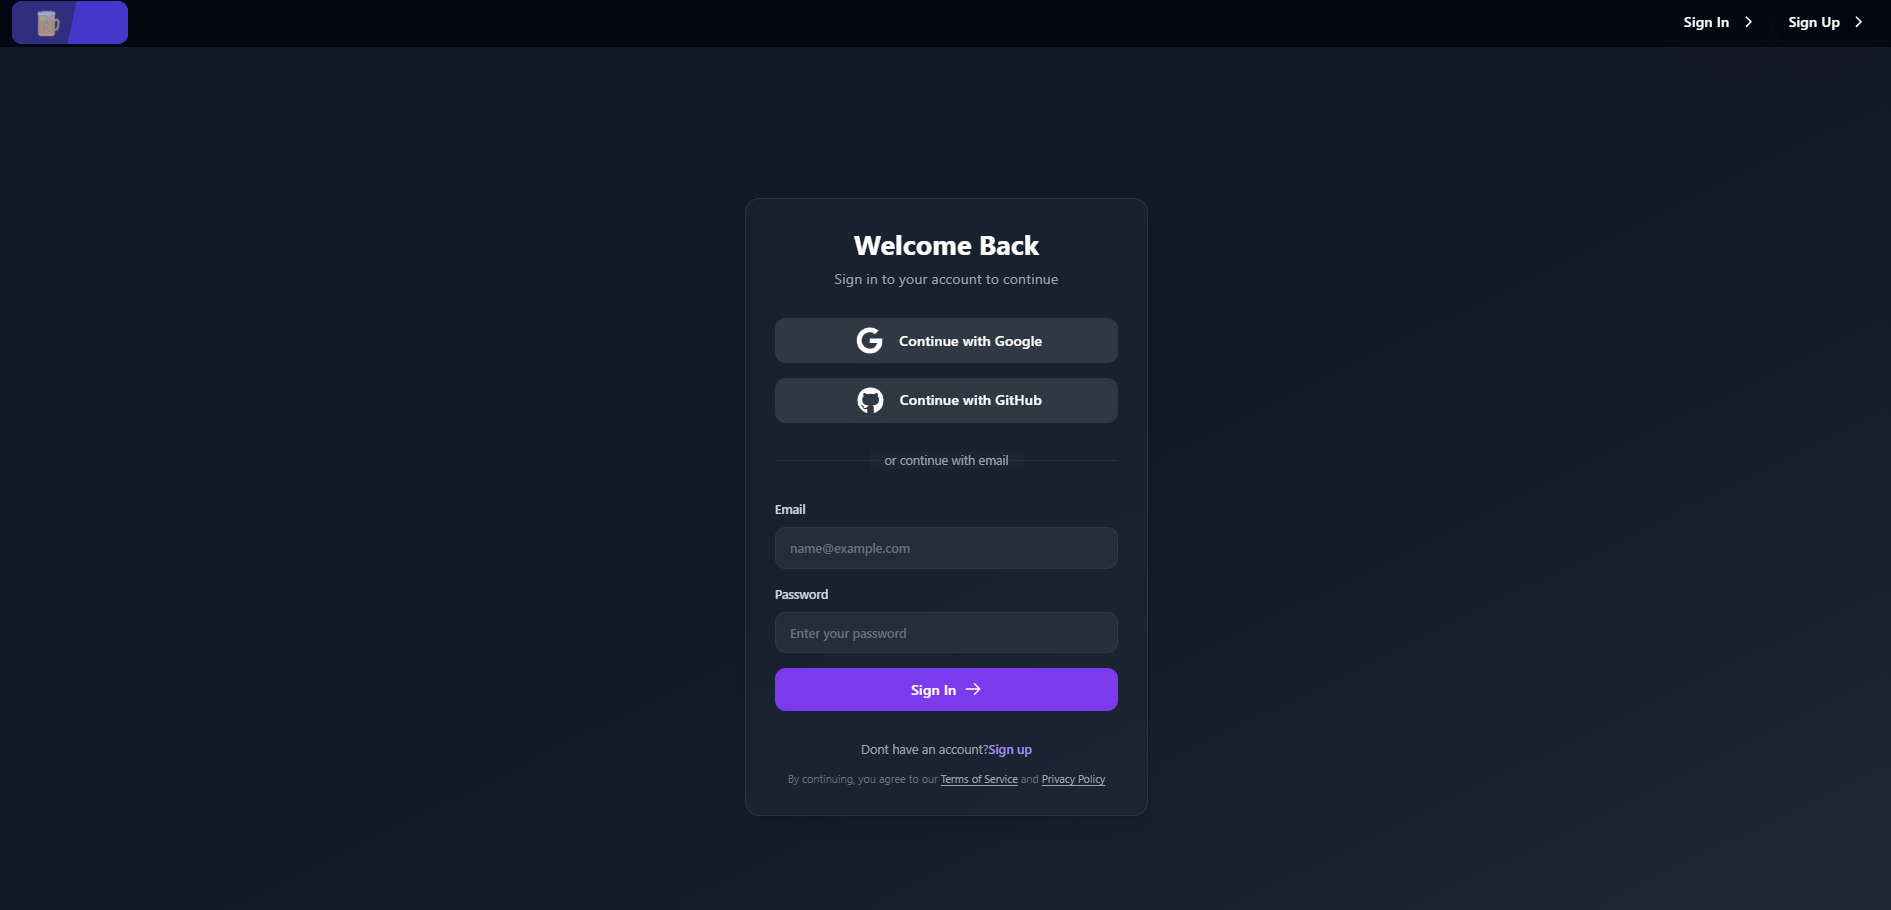 Sign In
Sign Up
Welcome Back
Sign in to your account to continue
Continue with Google
Continue with GitHub
or continue with email
Email
name@example.com
Password
Enter your password
Sign In
Dont have an account?Sign up
By continuing, you agree to our Terms of Service and Privacy Policy